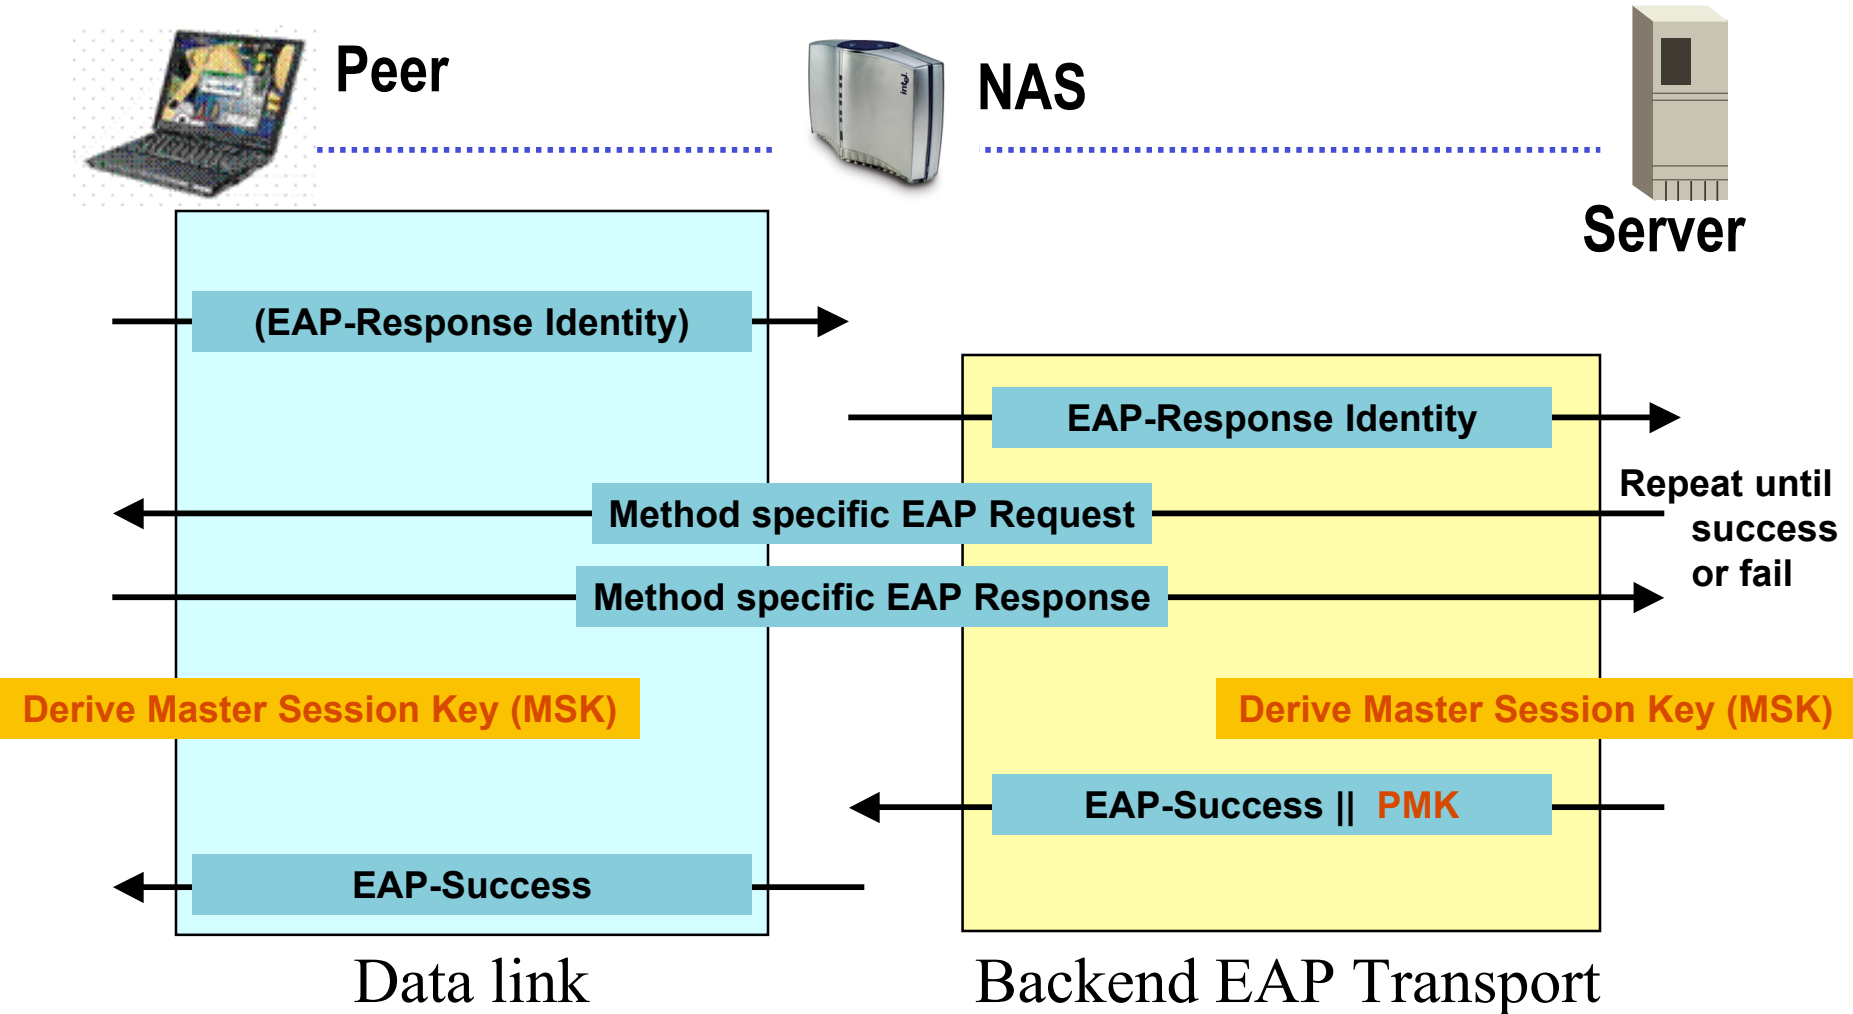 Peer
NAS
intel.
Server
(EAP-Response Identity)
EAP-Response Identity
Repeat until
success
or fail
Method specific EAP Request
Method specific EAP Response
Derive Master Session Key (MSK)
Derive Master Session Key (MSK)
EAP-Success || PMK
EAP-Success
Data link
Backend EAP Transport